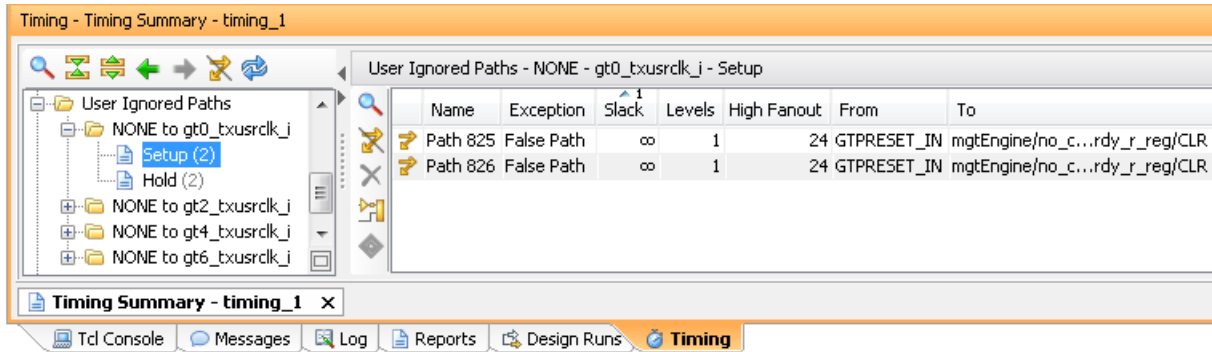 Timing - Timing Summary - timing_1
User Ignored Paths - NONE - gt0_txusrclk_i - Setup
User Ignored Paths
NONE to gt0_txusrclk_i
Setup (2)
Hold (2)
NONE to gt2_txusrclk_i
NONE to gt4_txusrclk_i
NONE to gt6_txusrclk_i
Name Exception Slack 1 Levels High Fanout From To
Path 825 False Path ∞ 1 24 GTPRESET_IN mgtEngine/no_c...rdy_r_reg/CLR
Path 826 False Path ∞ 1 24 GTPRESET_IN mgtEngine/no_c...rdy_r_reg/CLR
Timing Summary - timing_1
Tcl Console Messages Log Reports Design Runs Timing